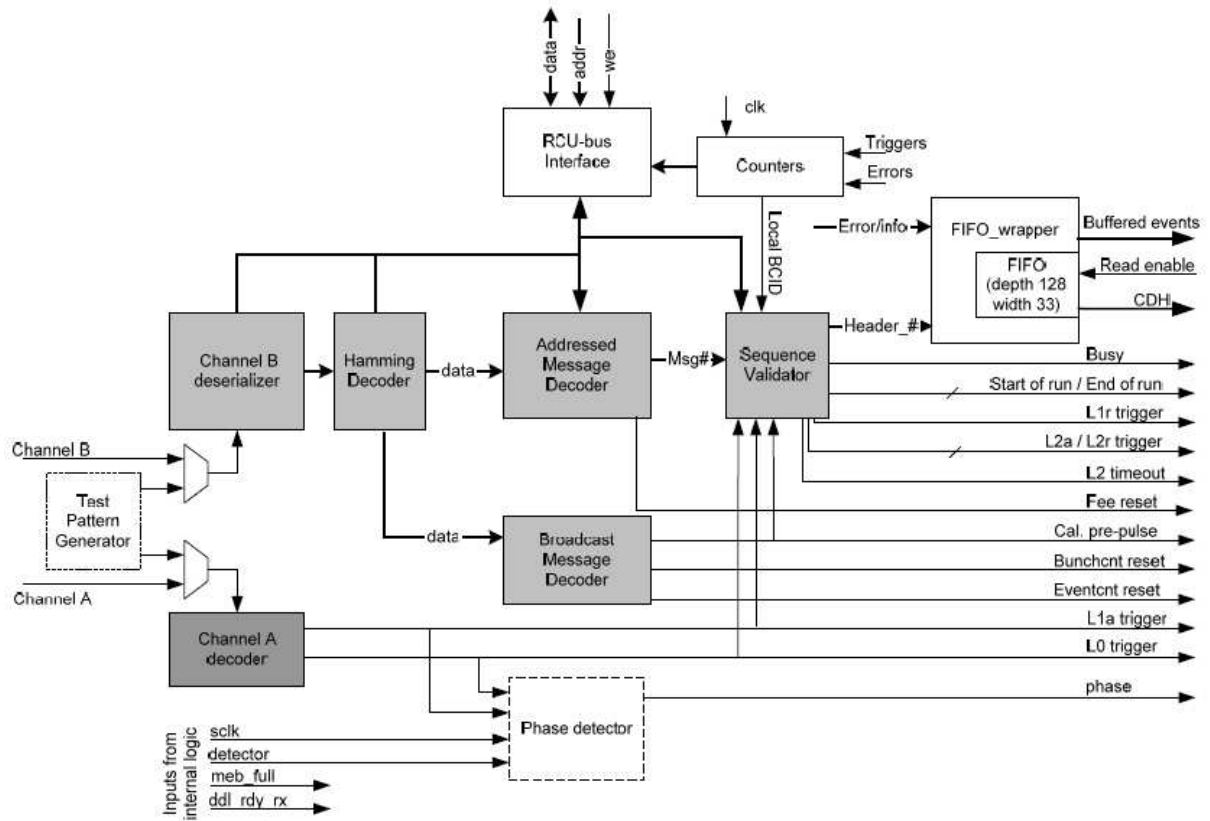 data
addr
we
clk
RCU-bus
Interface
Counters
Triggers
Errors
Local BCID
Error/info
FIFO_wrapper
FIFO
(depth 128
width 33)
Buffered events
Read enable
CDH
Channel B
deserializer
Hamming
Decoder
data
Addressed
Message
Decoder
Msg#
Sequence
Validator
Header_#
Busy
Start of run / End of run
L1r trigger
L2a / L2r trigger
L2 timeout
Fee reset
Channel B
Test
Pattern
Generator
Channel A
data
Broadcast
Message
Decoder
Cal. pre-pulse
Bunchcnt reset
Eventcnt reset
L1a trigger
L0 trigger
Channel A
decoder
phase
Phase detector
Inputs from
internal logic
sclk
detector
meb_full
ddl_rdy_rx